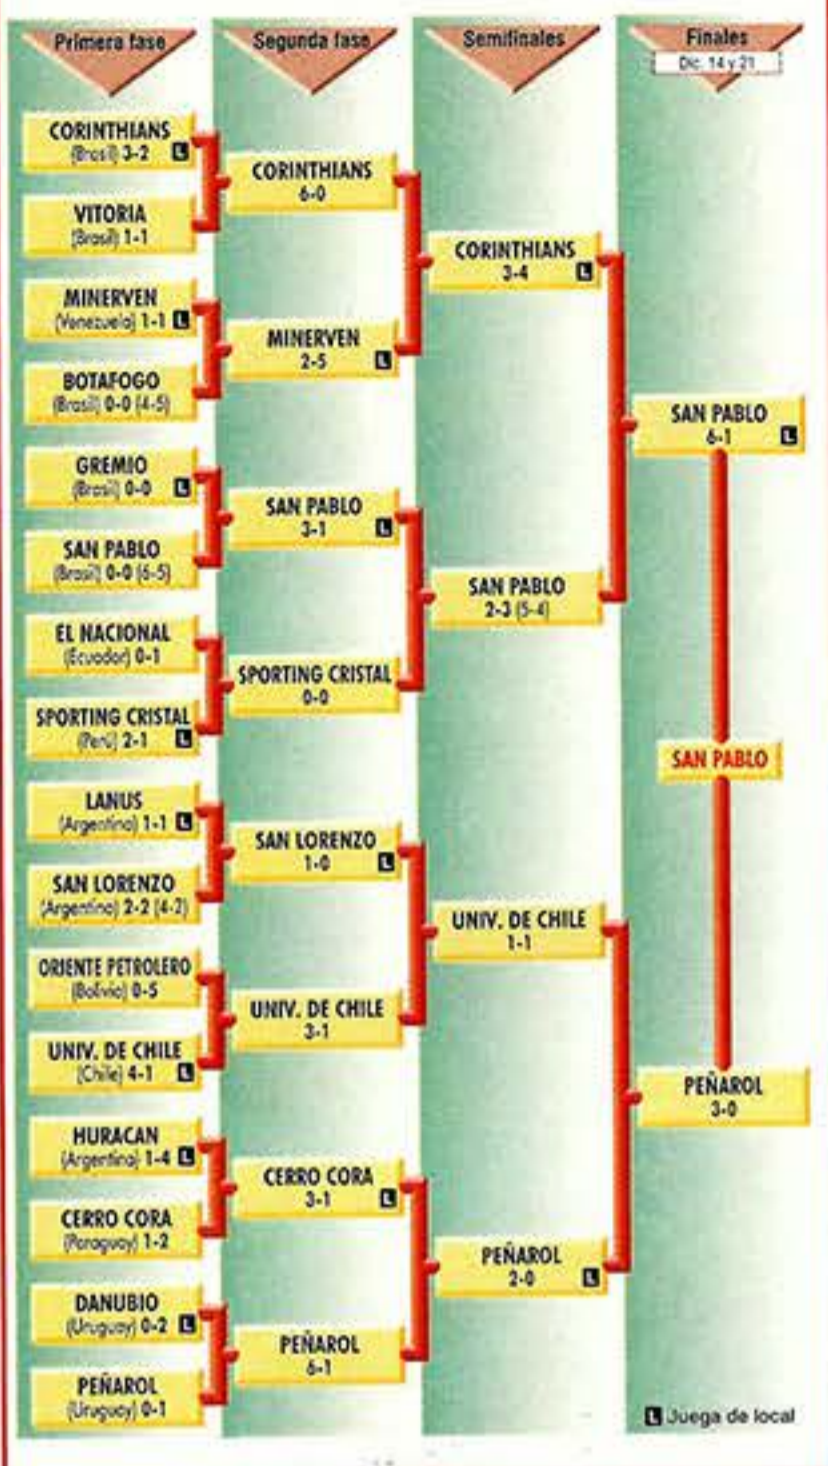 Primera fase
Segunda fase
Semifinales
Finales
Dic. 14 y 21
CORINTHIANS
(Brasil) 3-2 L
VITORIA
(Brasil) 1-1
MINERVEN
(Venezuela) 1-1 L
BOTAFOGO
(Brasil) 0-0 (4-5)
GREMIO
(Brasil) 0-0 L
SAN PABLO
(Brasil) 0-0 (6-5)
EL NACIONAL
(Ecuador) 0-1
SPORTING CRISTAL
(Perú) 2-1 L
LANUS
(Argentina) 1-1 L
SAN LORENZO
(Argentina) 2-2 (4-2)
ORIENTE PETROLERO
(Bolivia) 0-5
UNIV. DE CHILE
(Chile) 4-1 L
HURACAN
(Argentina) 1-4 L
CERRO CORA
(Paraguay) 1-2
DANUBIO
(Uruguay) 0-2 L
PEÑAROL
(Uruguay) 0-1
CORINTHIANS
6-0
MINERVEN
2-5 L
SAN PABLO
3-1 L
SPORTING CRISTAL
0-0
SAN LORENZO
1-0 L
UNIV. DE CHILE
3-1
CERRO CORA
3-1 L
PEÑAROL
6-1
CORINTHIANS
3-4 L
SAN PABLO
2-3 (5-4)
UNIV. DE CHILE
1-1
PEÑAROL
2-0 L
SAN PABLO
6-1 L
SAN PABLO
PEÑAROL
3-0
L Juega de local